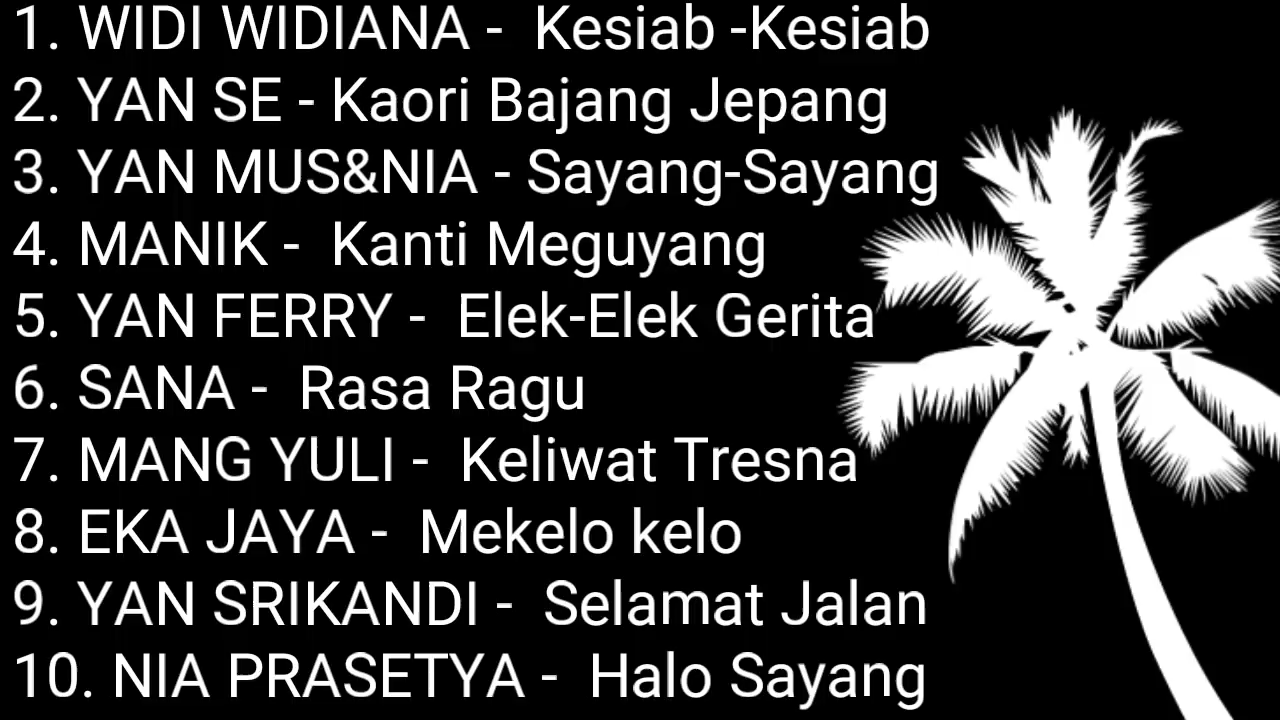 1. WIDI WIDIANA - Kesiab -Kesiab
2. YAN SE - Kaori Bajang Jepang
3. YAN MUS&NIA - Sayang-Sayang
4. MANIK - Kanti Meguyang
5. YAN FERRY - Elek-Elek Gerita
6. SANA - Rasa Ragu
7. MANG YULI - Keliwat Tresna
8. EKA JAYA - Mekelo kelo
9. YAN SRIKANDI - Selamat Jalan
10. NIA PRASETYA - Halo Sayang